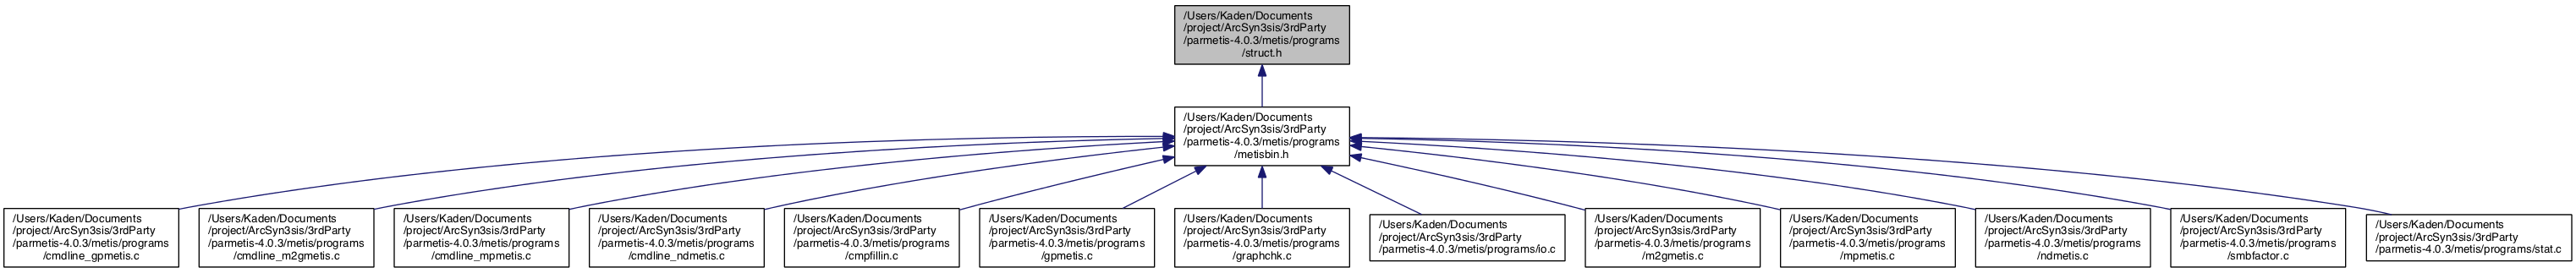 /Users/Kaden/Documents
/project/ArcSyn3sis/3rdParty
/parmetis-4.0.3/metis/programs
/struct.h
/Users/Kaden/Documents
/project/ArcSyn3sis/3rdParty
/parmetis-4.0.3/metis/programs
/metisbin.h
/Users/Kaden/Documents
/project/ArcSyn3sis/3rdParty
/parmetis-4.0.3/metis/programs
/cmdline_gpmetis.c
/Users/Kaden/Documents
/project/ArcSyn3sis/3rdParty
/parmetis-4.0.3/metis/programs
/cmdline_m2gmetis.c
/Users/Kaden/Documents
/project/ArcSyn3sis/3rdParty
/parmetis-4.0.3/metis/programs
/cmdline_mpmetis.c
/Users/Kaden/Documents
/project/ArcSyn3sis/3rdParty
/parmetis-4.0.3/metis/programs
/cmdline_ndmetis.c
/Users/Kaden/Documents
/project/ArcSyn3sis/3rdParty
/parmetis-4.0.3/metis/programs
/cmpfillin.c
/Users/Kaden/Documents
/project/ArcSyn3sis/3rdParty
/parmetis-4.0.3/metis/programs
/gpmetis.c
/Users/Kaden/Documents
/project/ArcSyn3sis/3rdParty
/parmetis-4.0.3/metis/programs
/graphchk.c
/Users/Kaden/Documents
/project/ArcSyn3sis/3rdParty
/parmetis-4.0.3/metis/programs/io.c
/Users/Kaden/Documents
/project/ArcSyn3sis/3rdParty
/parmetis-4.0.3/metis/programs
/m2gmetis.c
/Users/Kaden/Documents
/project/ArcSyn3sis/3rdParty
/parmetis-4.0.3/metis/programs
/mpmetis.c
/Users/Kaden/Documents
/project/ArcSyn3sis/3rdParty
/parmetis-4.0.3/metis/programs
/ndmetis.c
/Users/Kaden/Documents
/project/ArcSyn3sis/3rdParty
/parmetis-4.0.3/metis/programs
/smbfactor.c
/Users/Kaden/Documents
/project/ArcSyn3sis/3rdParty
/parmetis-4.0.3/metis/programs/stat.c